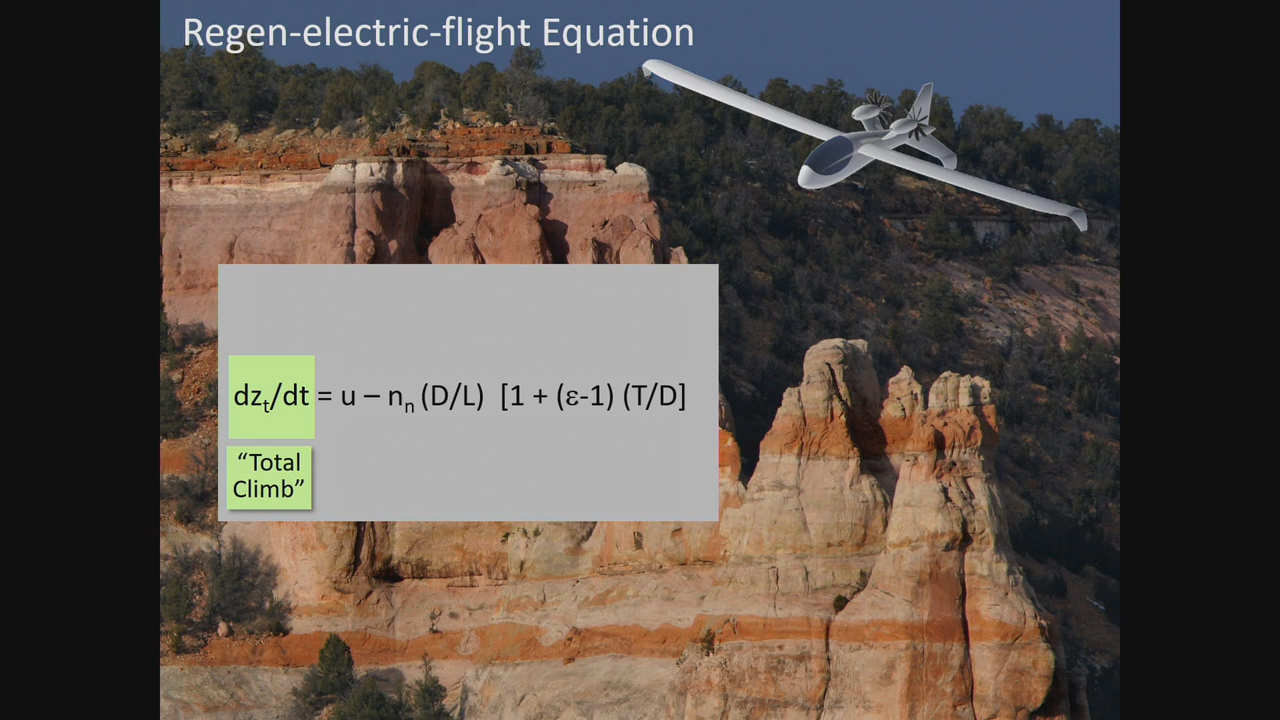 Regen-electric-flight Equation
dzₜ/dt = u – nₙ (D/L) [1 + (ε-1) (T/D]
“Total
Climb”